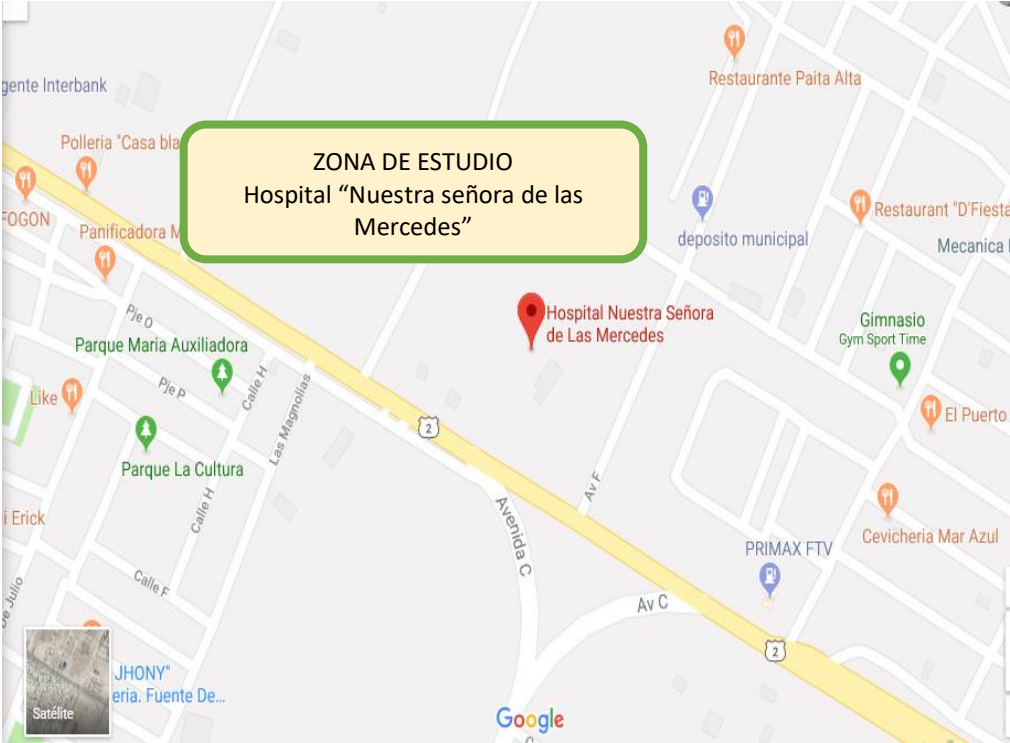 gente Interbank
Restaurante Paita Alta
Polleria "Casa bla
ZONA DE ESTUDIO
Hospital “Nuestra señora de las
Mercedes”
FOGON
Panificadora M
deposito municipal
Restaurant "D'Fiesta
Mecanica
Hospital Nuestra Señora
de Las Mercedes
Pje O
Parque Maria Auxiliadora
Gimnasio
Gym Sport Time
Like
Pje P
Calle H
Las Magnolias
2
El Puerto
Parque La Cultura
Av F
Calle H
Avenida C
i Erick
Cevicheria Mar Azul
PRIMAX FTV
Calle F
De Julio
Av C
2
JHONY"
eria. Fuente De...
Satélite
Google